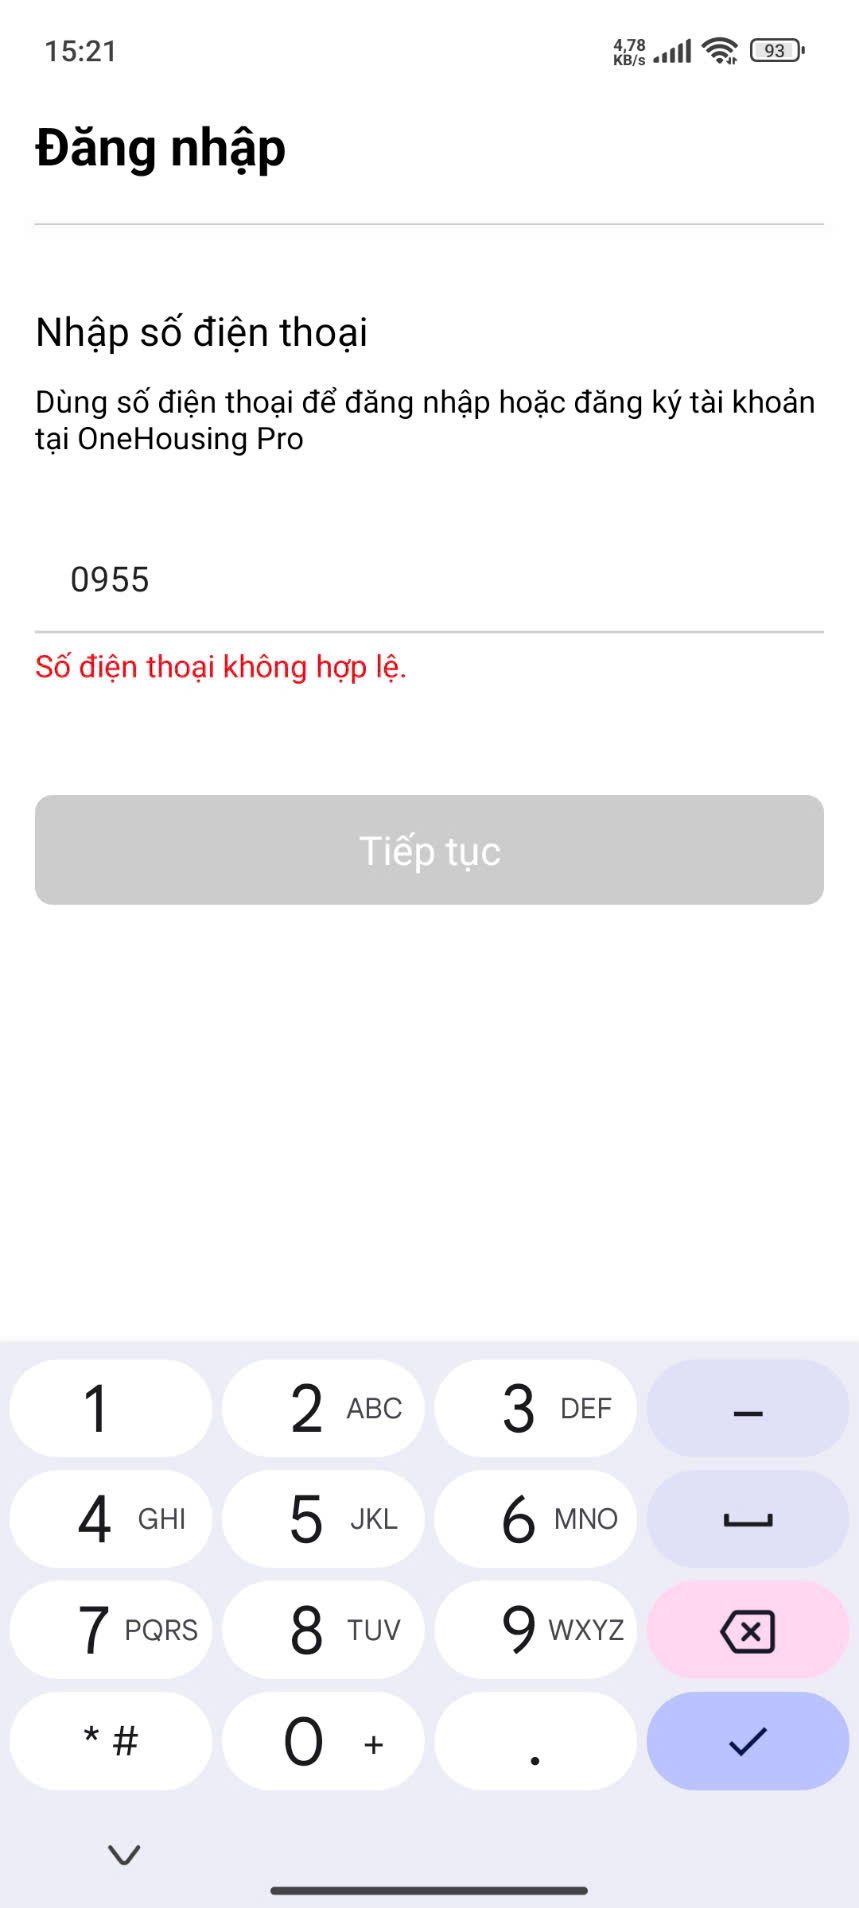 15:21
4,78
KB/s
93
Đăng nhập
Nhập số điện thoại
Dùng số điện thoại để đăng nhập hoặc đăng ký tài khoản
tại OneHousing Pro
0955
Số điện thoại không hợp lệ.
Tiếp tục
1 2 ABC 3 DEF –
4 GHI 5 JKL 6 MNO
7 PQRS 8 TUV 9 WXYZ
* # 0 + .